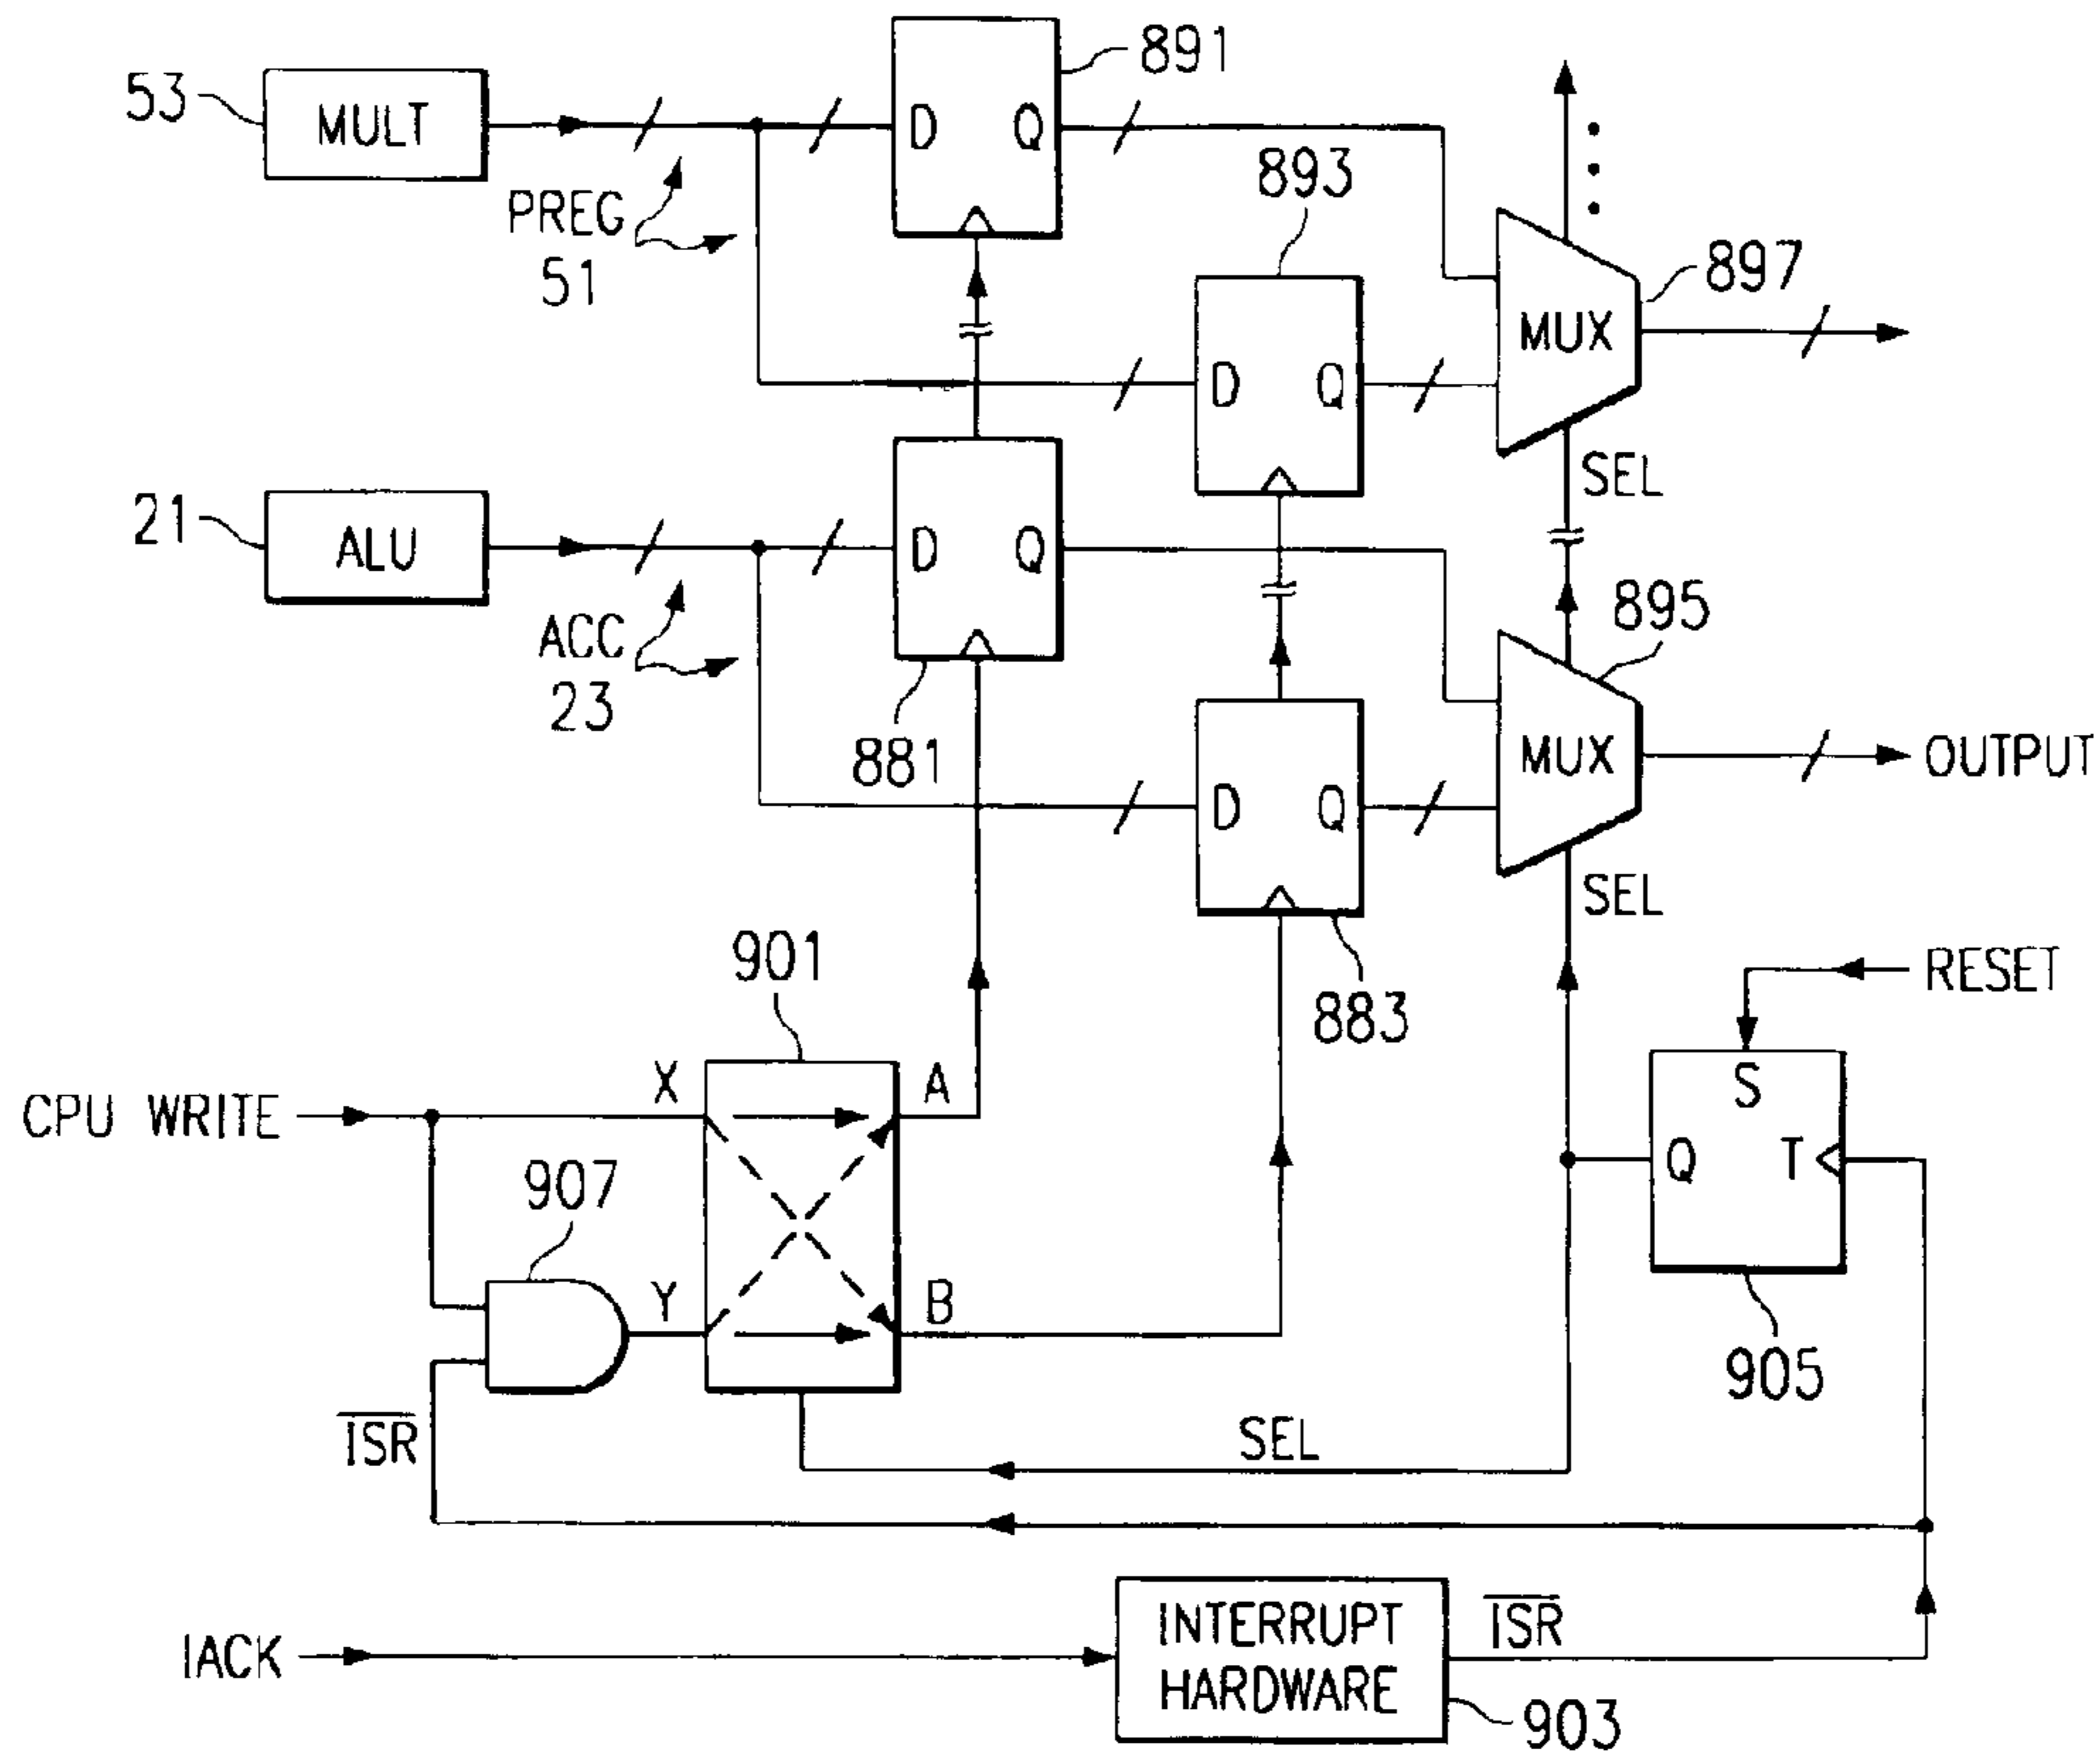 891
53
MULT
D
Q
893
PREG
51
897
MUX
D
Q
SEL
21
ALU
D
Q
895
ACC
23
881
MUX
OUTPUT
D
Q
SEL
901
883
RESET
X
A
S
CPU WRITE
907
Q
T
Y
B
905
ISR
SEL
INTERRUPT
HARDWARE
ISR
IACK
903